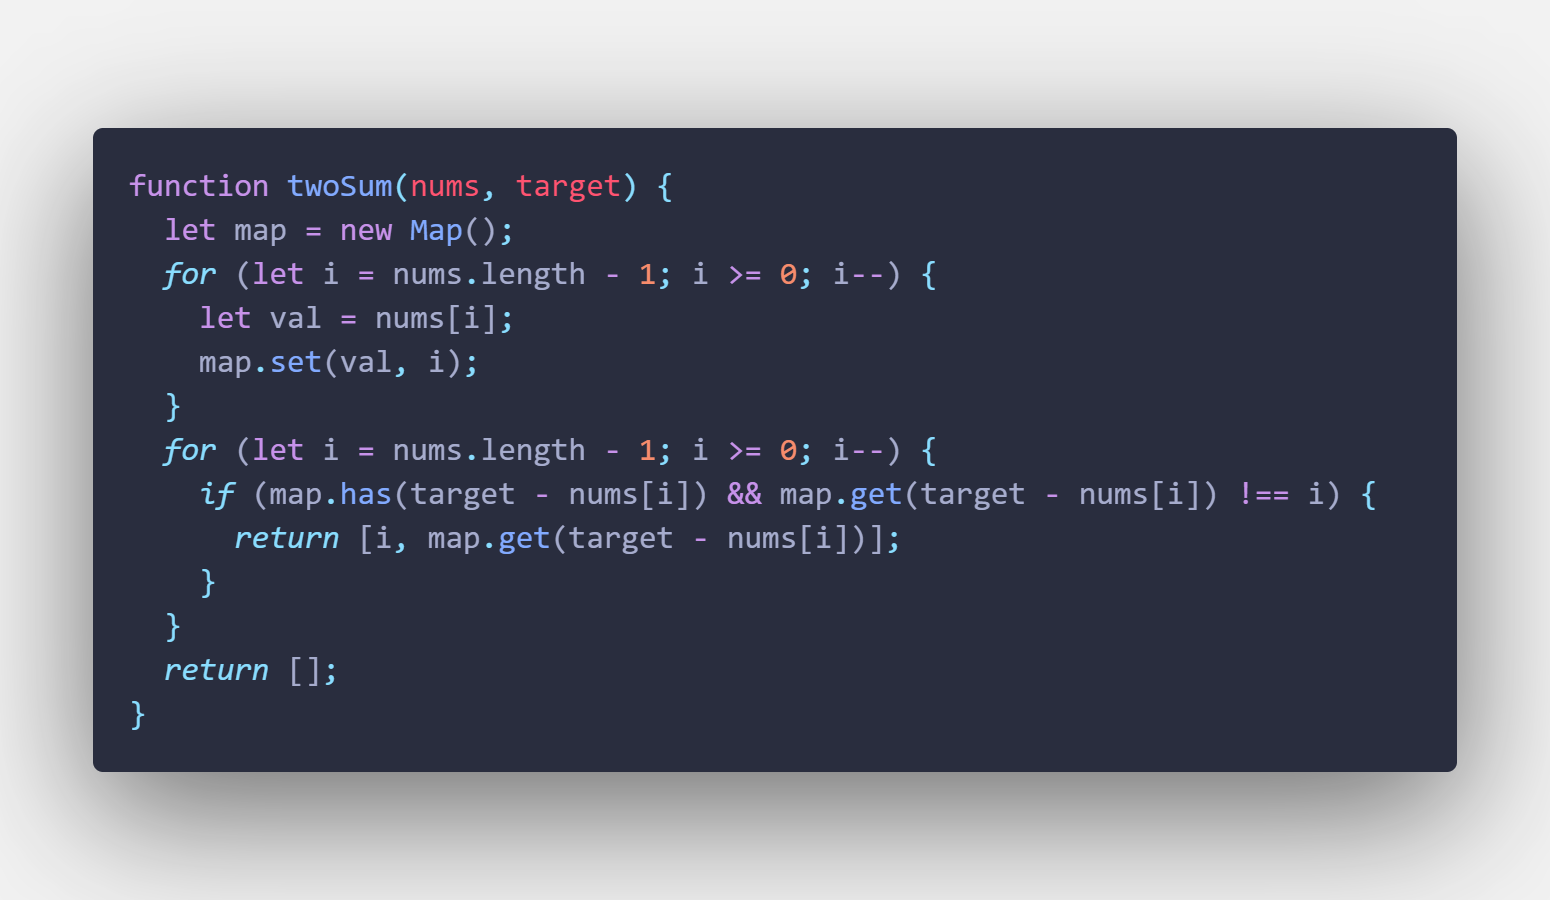 function twoSum(nums, target) {
  let map = new Map();
  for (let i = nums.length - 1; i >= 0; i--) {
    let val = nums[i];
    map.set(val, i);
  }
  for (let i = nums.length - 1; i >= 0; i--) {
    if (map.has(target - nums[i]) && map.get(target - nums[i]) !== i) {
      return [i, map.get(target - nums[i])];
    }
  }
  return [];
}